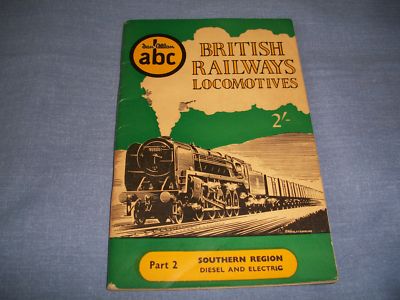 Ian Allan
abc
BRITISH
RAILWAYS
LOCOMOTIVES
2/-
Part 2
SOUTHERN REGION
DIESEL AND ELECTRIC